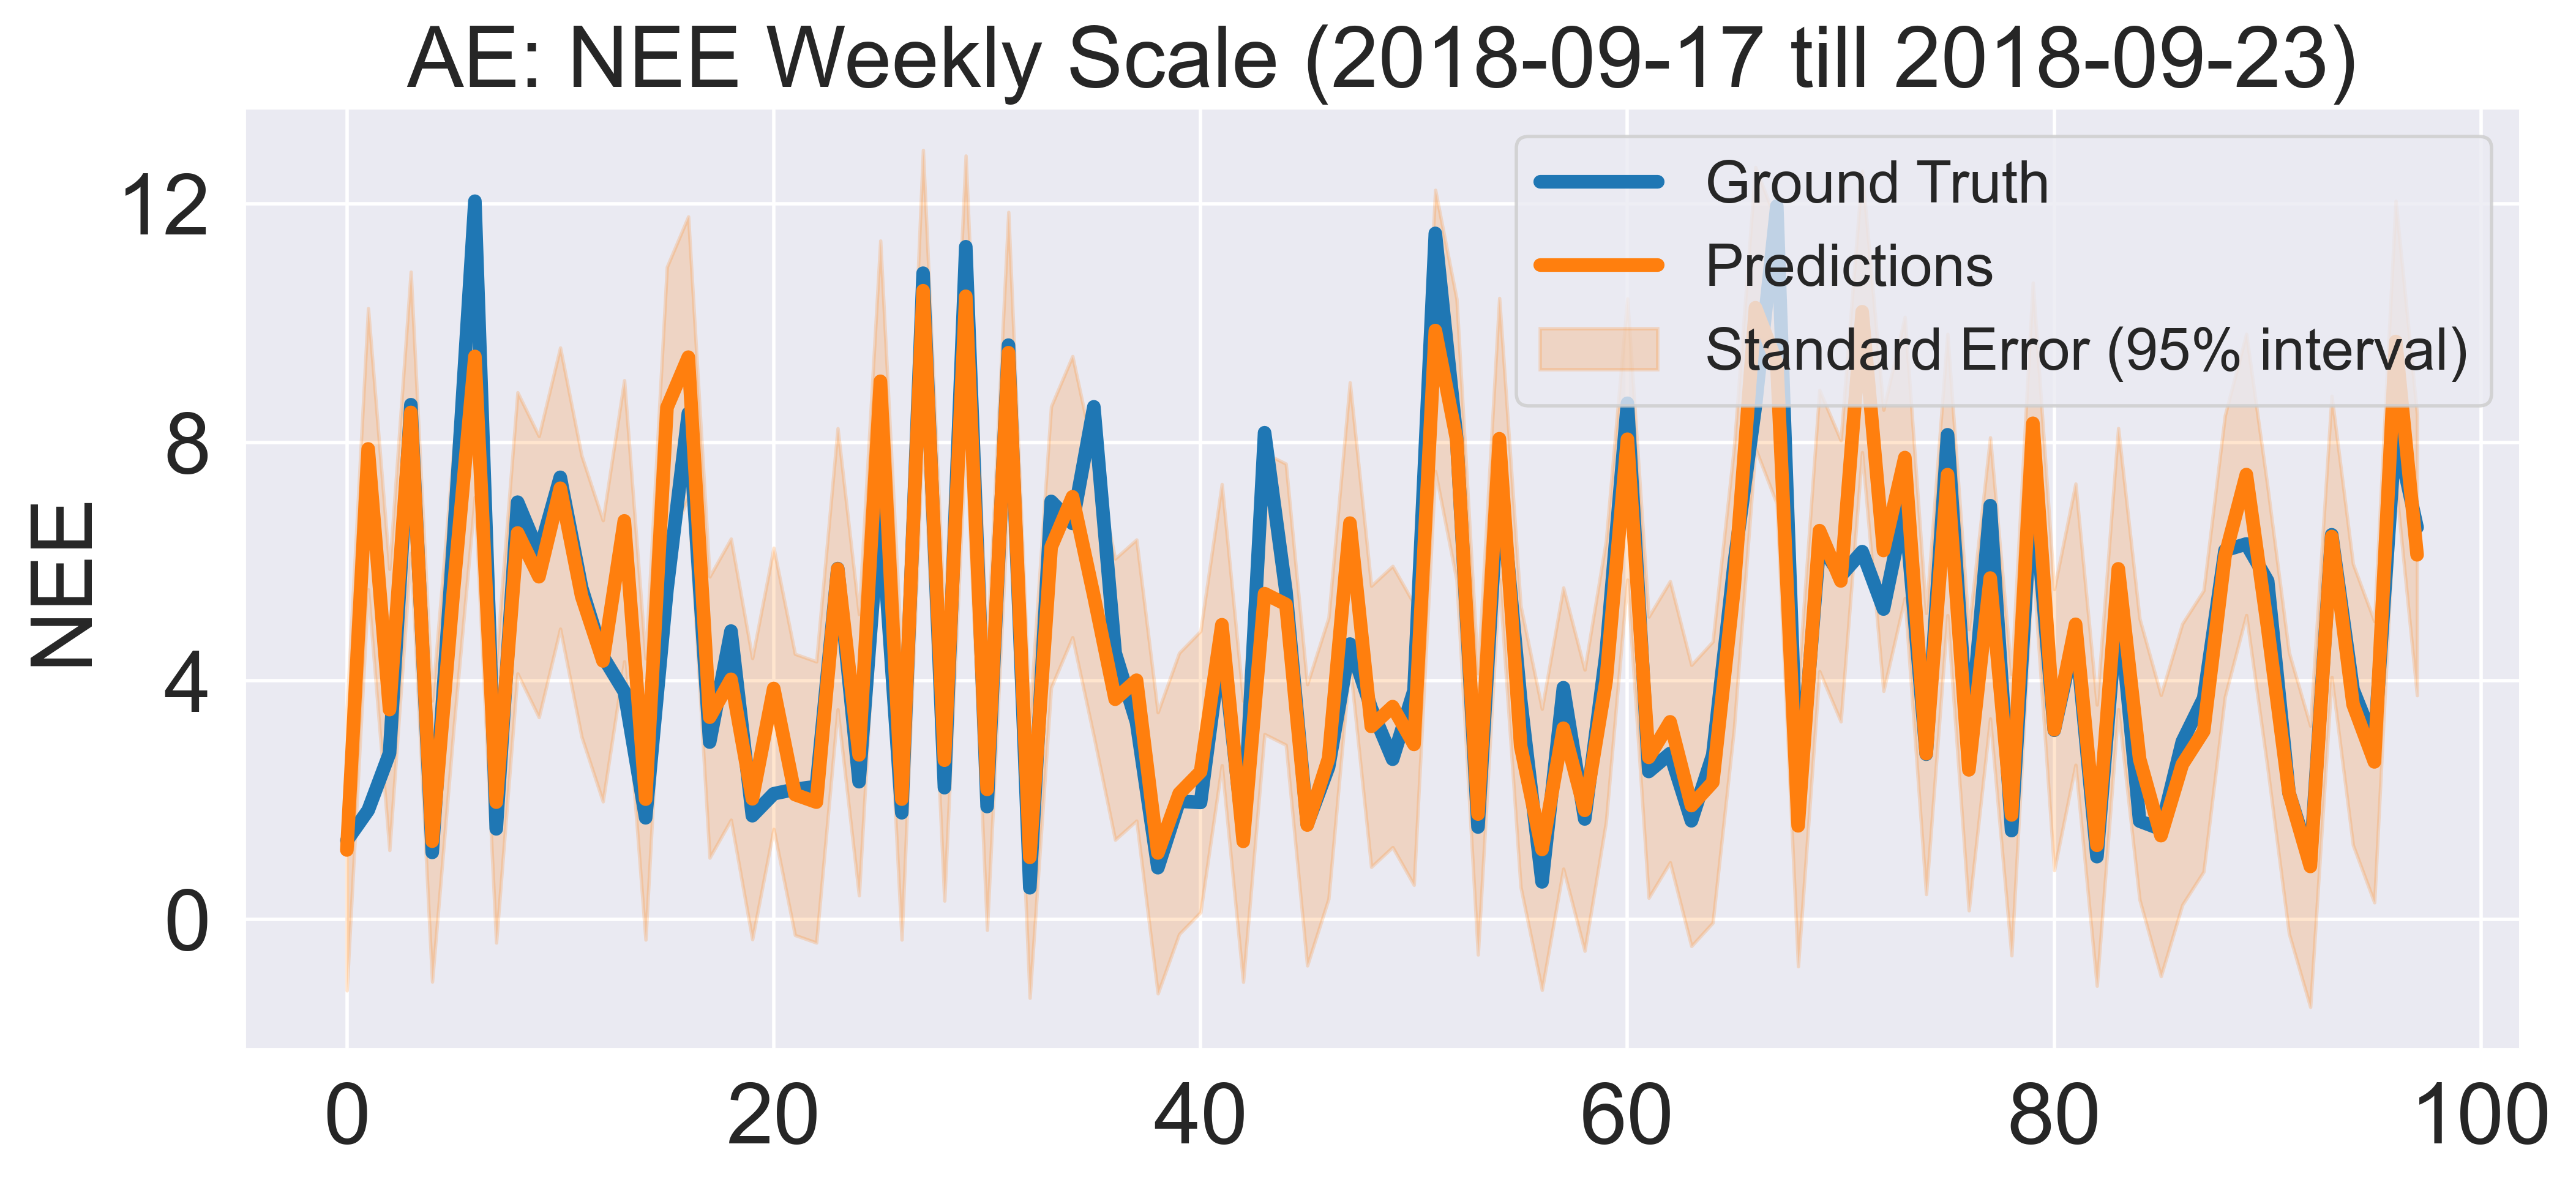 AE: NEE Weekly Scale (2018-09-17 till 2018-09-23)
Ground Truth
Predictions
Standard Error (95% interval)
NEE
12
8
4
0
0 20 40 60 80 100